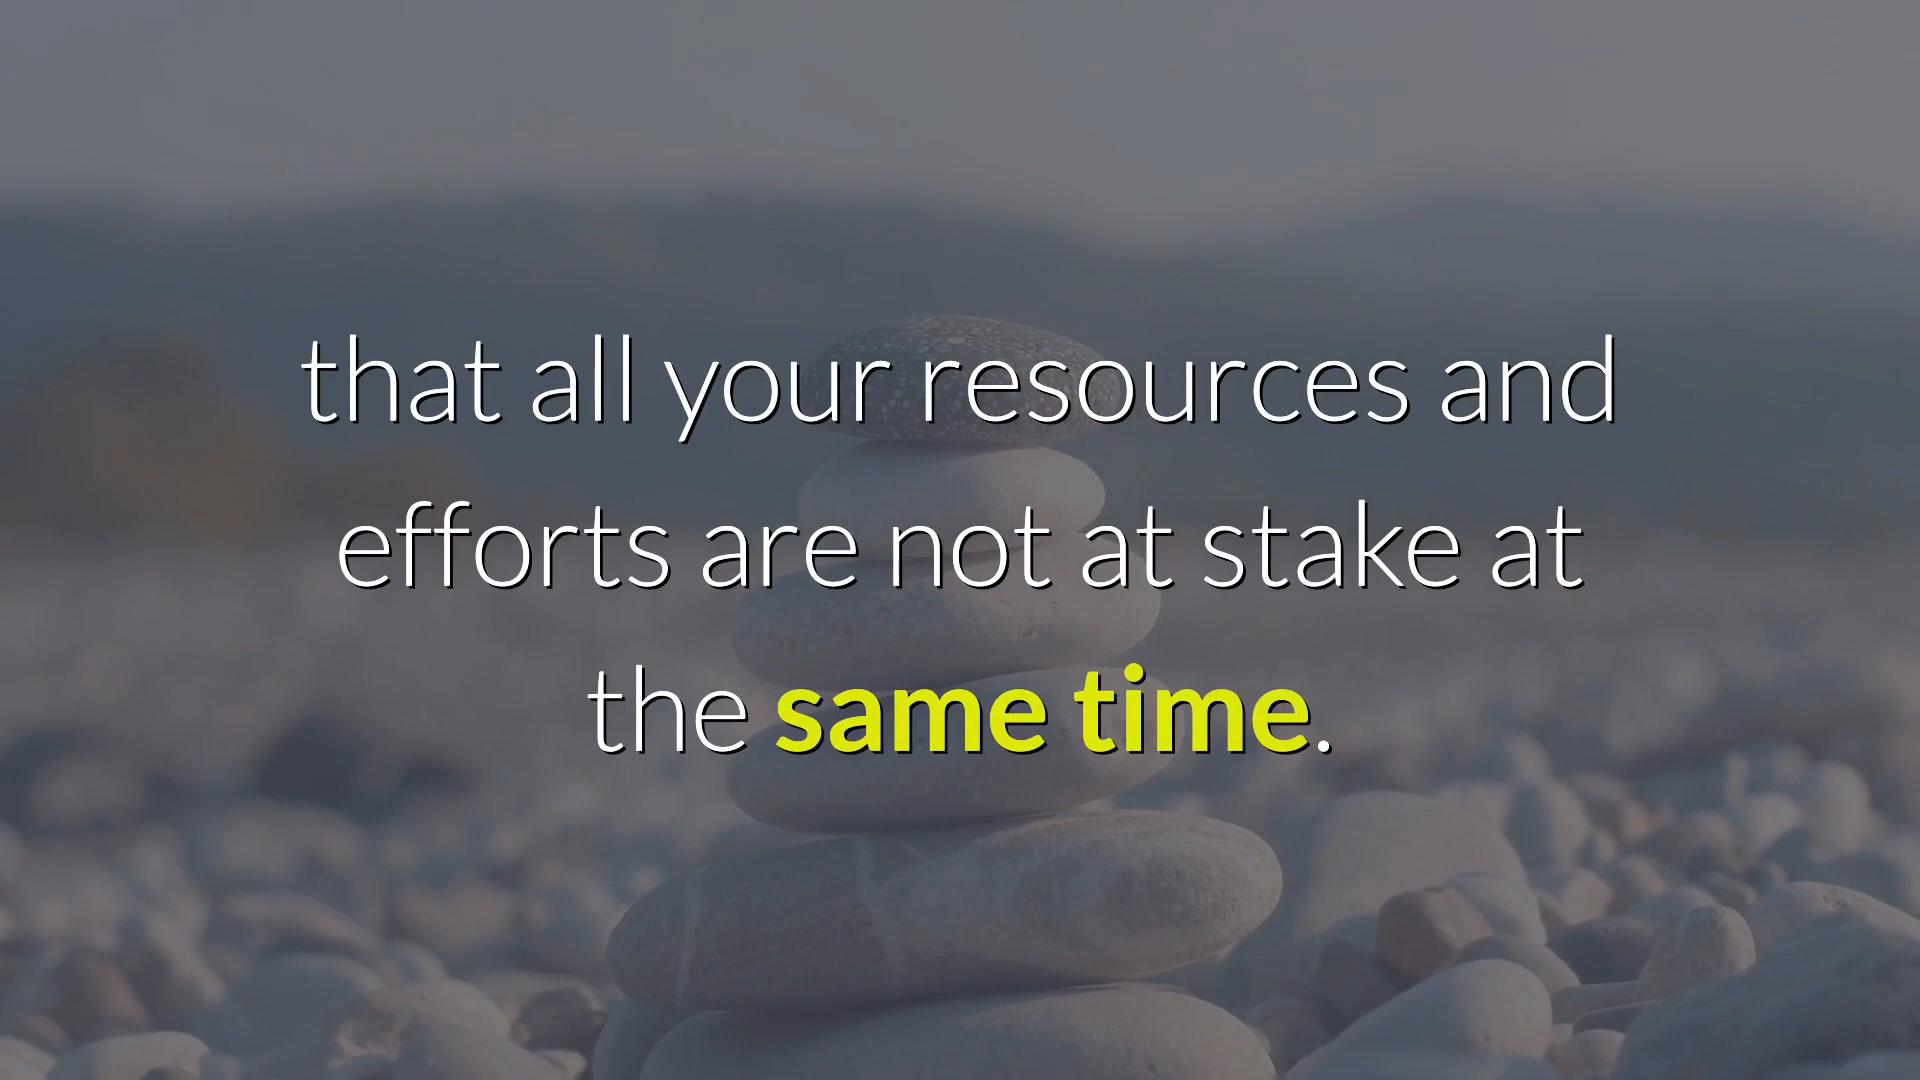 that all your resources and
efforts are not at stake at
the same time.